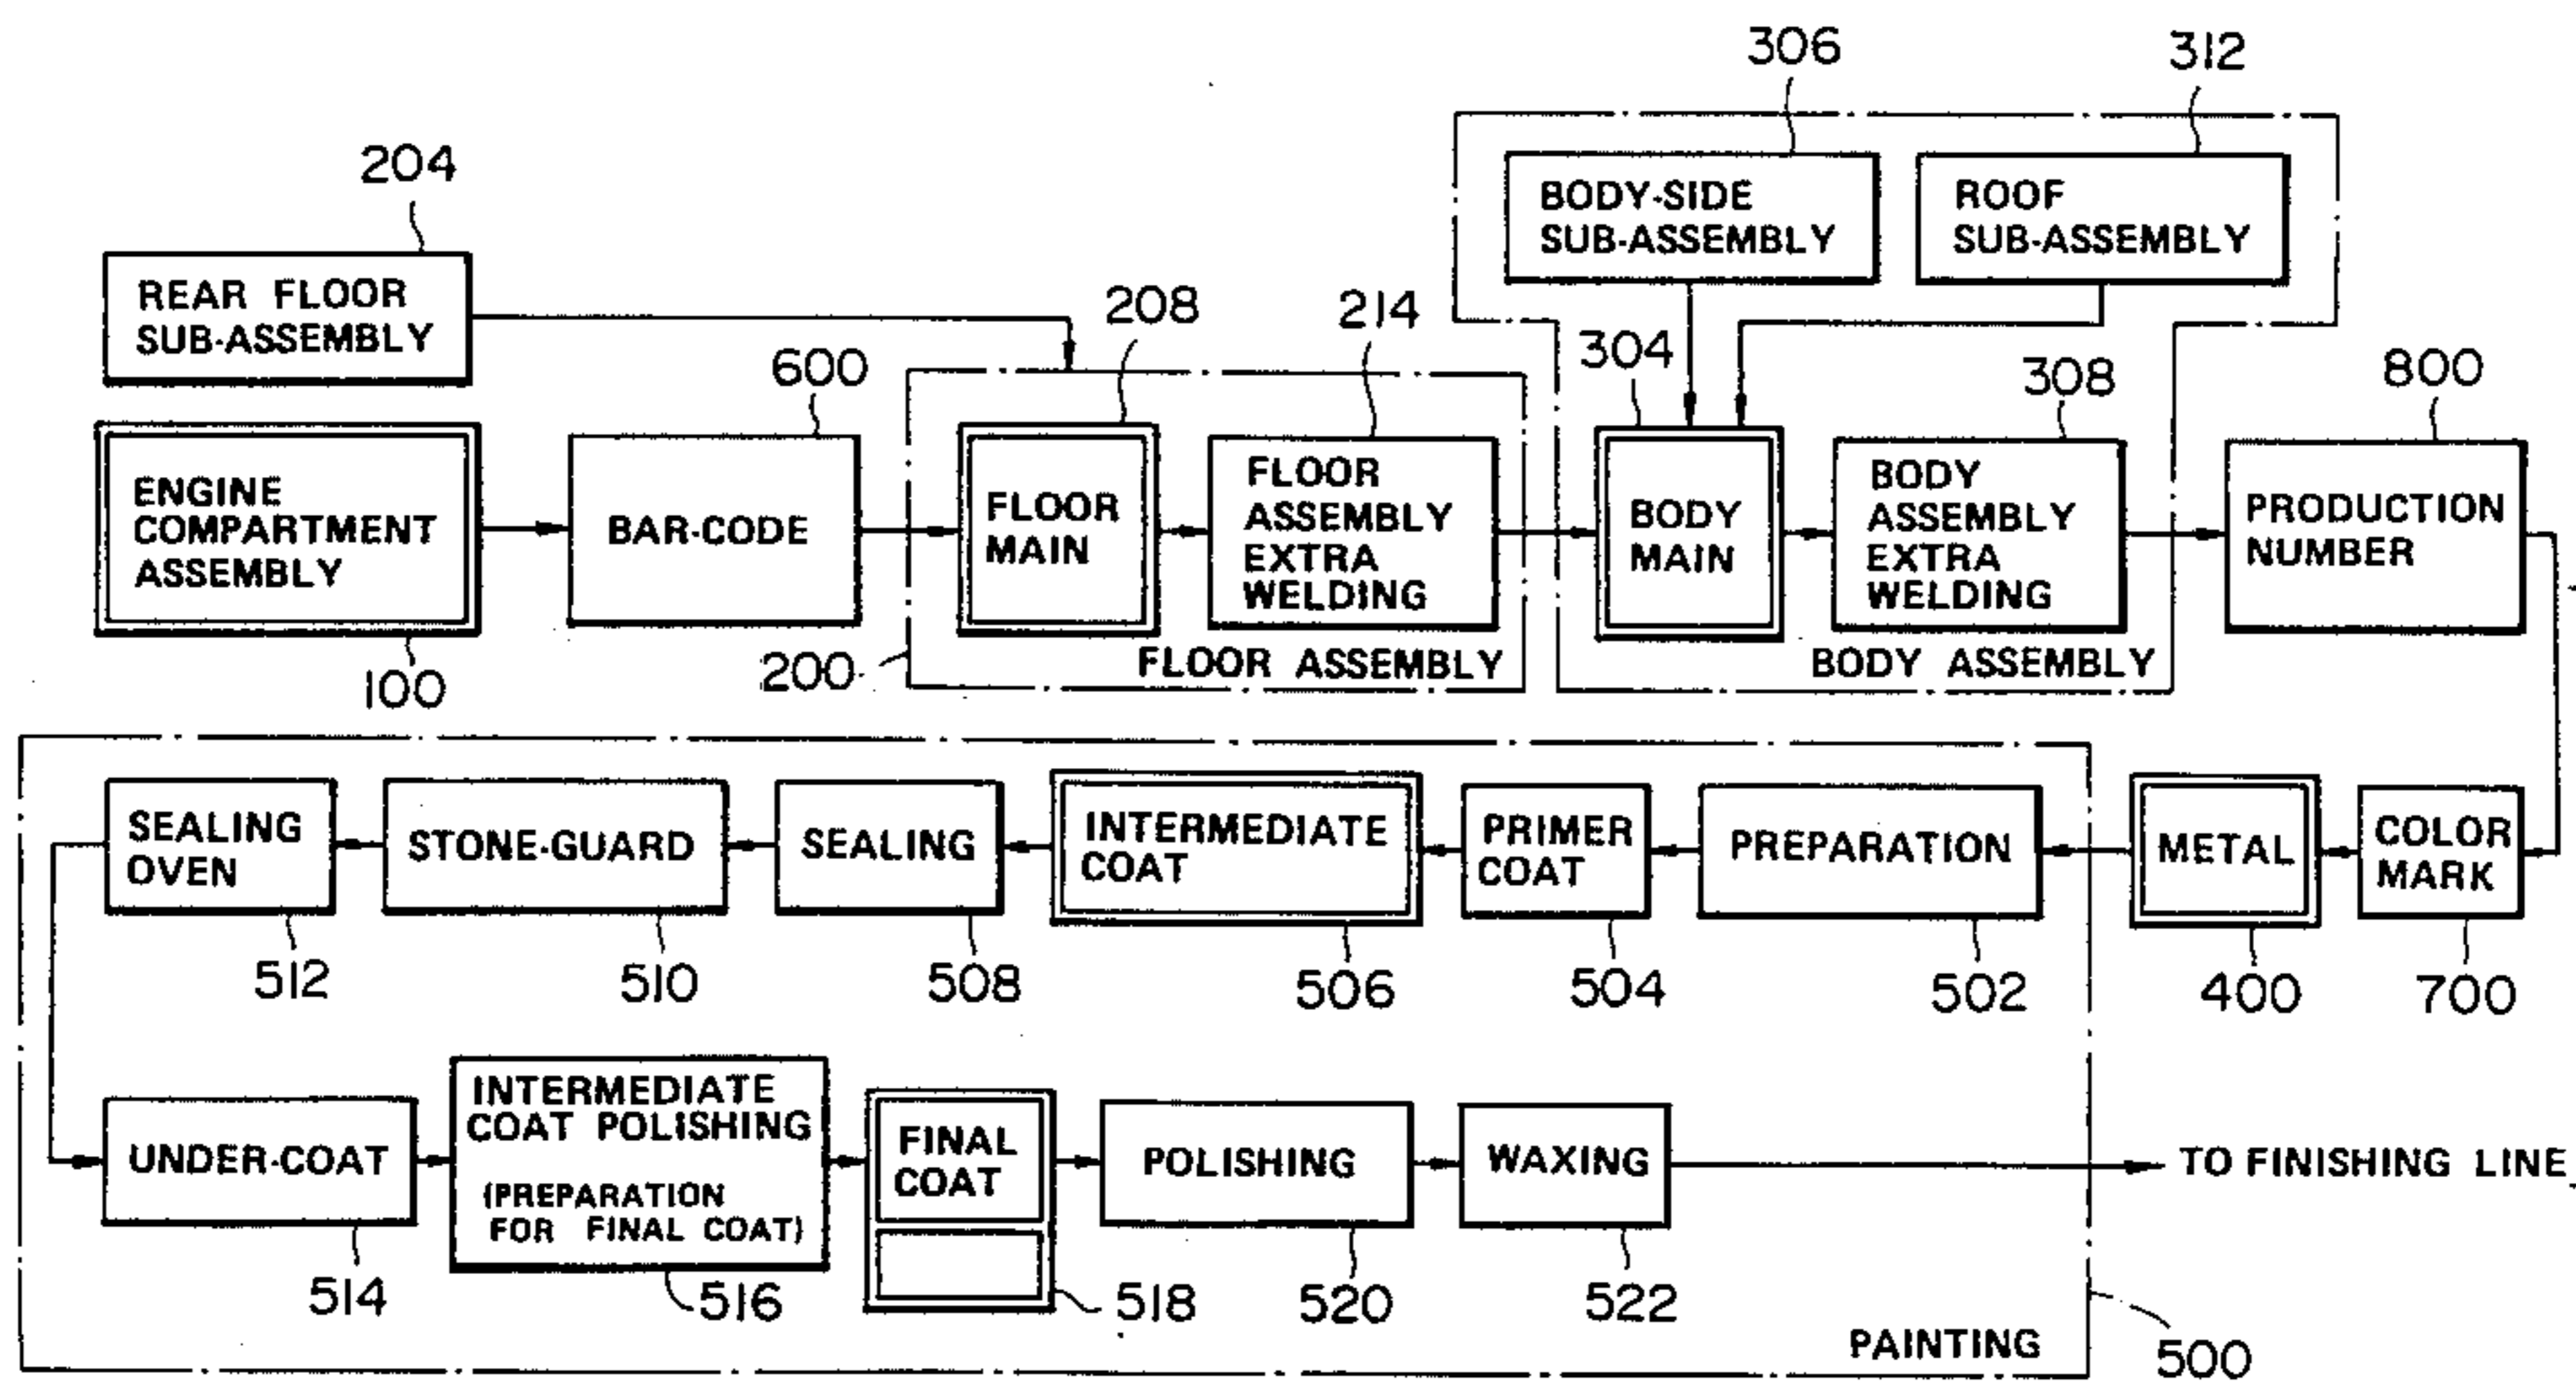 306
312
204
BODY-SIDE
SUB-ASSEMBLY
ROOF
SUB-ASSEMBLY
REAR FLOOR
SUB-ASSEMBLY
208
214
304
600
308
800
ENGINE
COMPARTMENT
ASSEMBLY
BAR-CODE
FLOOR
MAIN
FLOOR
ASSEMBLY
EXTRA
WELDING
BODY
MAIN
BODY
ASSEMBLY
EXTRA
WELDING
PRODUCTION
NUMBER
100
200
FLOOR ASSEMBLY
BODY ASSEMBLY
SEALING
OVEN
STONE-GUARD
SEALING
INTERMEDIATE
COAT
PRIMER
COAT
PREPARATION
METAL
COLOR
MARK
512
510
508
506
504
502
400
700
UNDER-COAT
INTERMEDIATE
COAT POLISHING
(PREPARATION
FOR FINAL COAT)
FINAL
COAT
POLISHING
WAXING
TO FINISHING LINE
514
516
518
520
522
PAINTING
500